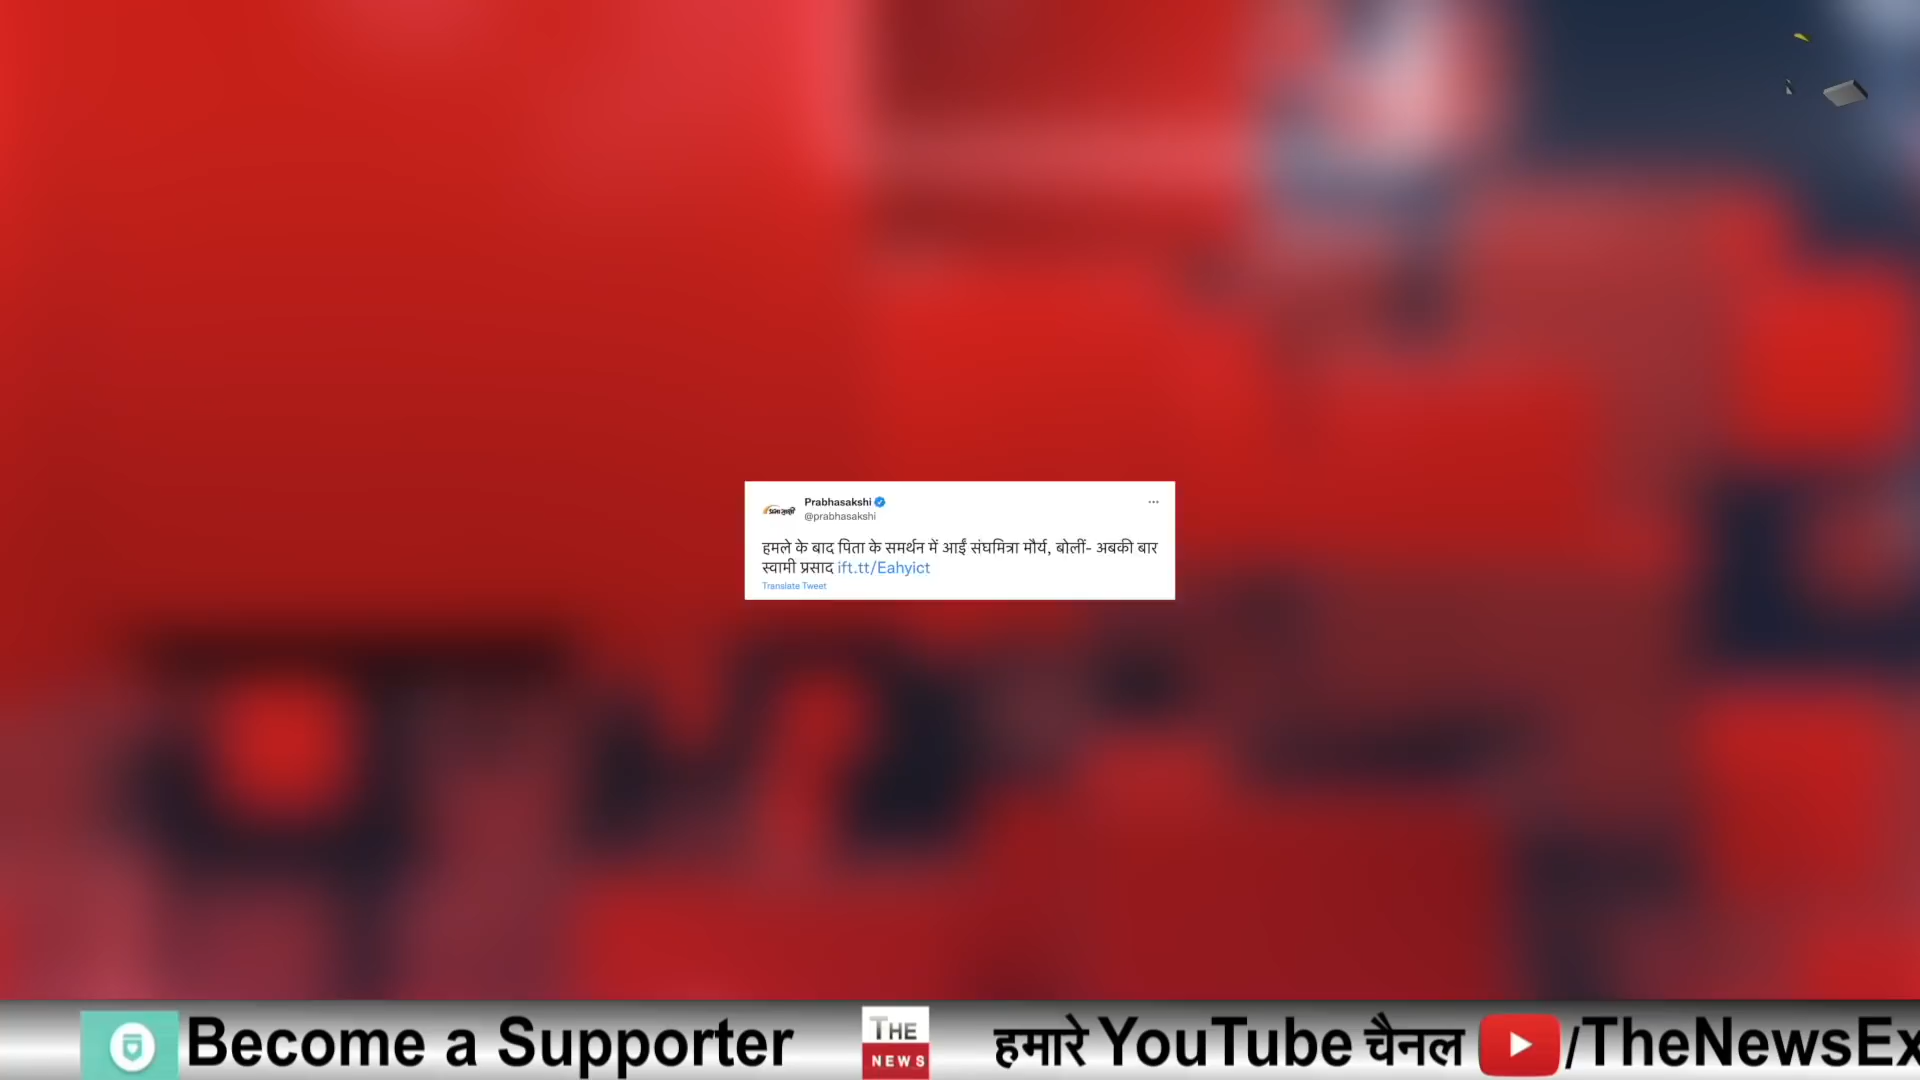 Prabhasakshi
@prabhasakshi
हमले के बाद पिता के समर्थन में आईं संघमित्रा मौर्य, बोलीं- अबकी बार
स्वामी प्रसाद ift.tt/Eahyict
Translate Tweet
Become a Supporter
THE
NEWS
हमारे YouTube चैनल
/TheNewsEx